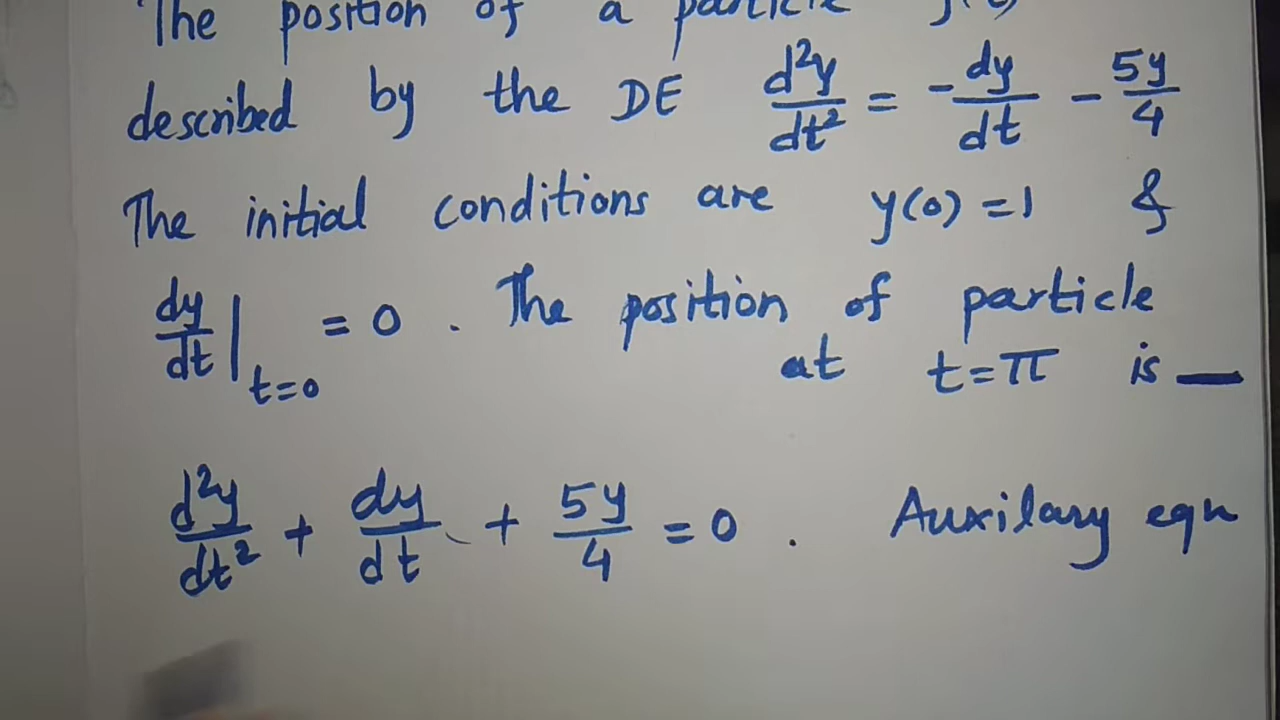 The position of a particle y(t)
described by the DE d²y/dt² = -dy/dt - 5y/4
The initial conditions are y(0) = 1 &
dy/dt|t=0 = 0 . The position of particle
at t=π is —
d²y/dt² + dy/dt + 5y/4 = 0 . Auxilary eqn